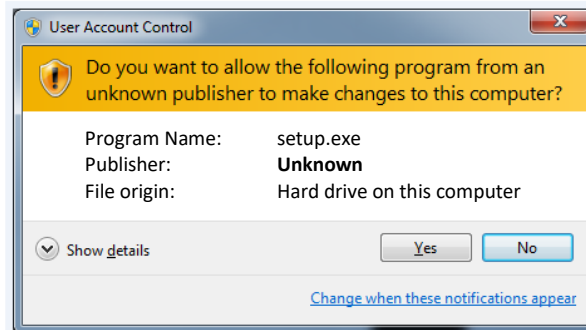 User Account Control
Do you want to allow the following program from an
unknown publisher to make changes to this computer?
Program Name: setup.exe
Publisher: Unknown
File origin: Hard drive on this computer
Show details Yes No
Change when these notifications appear